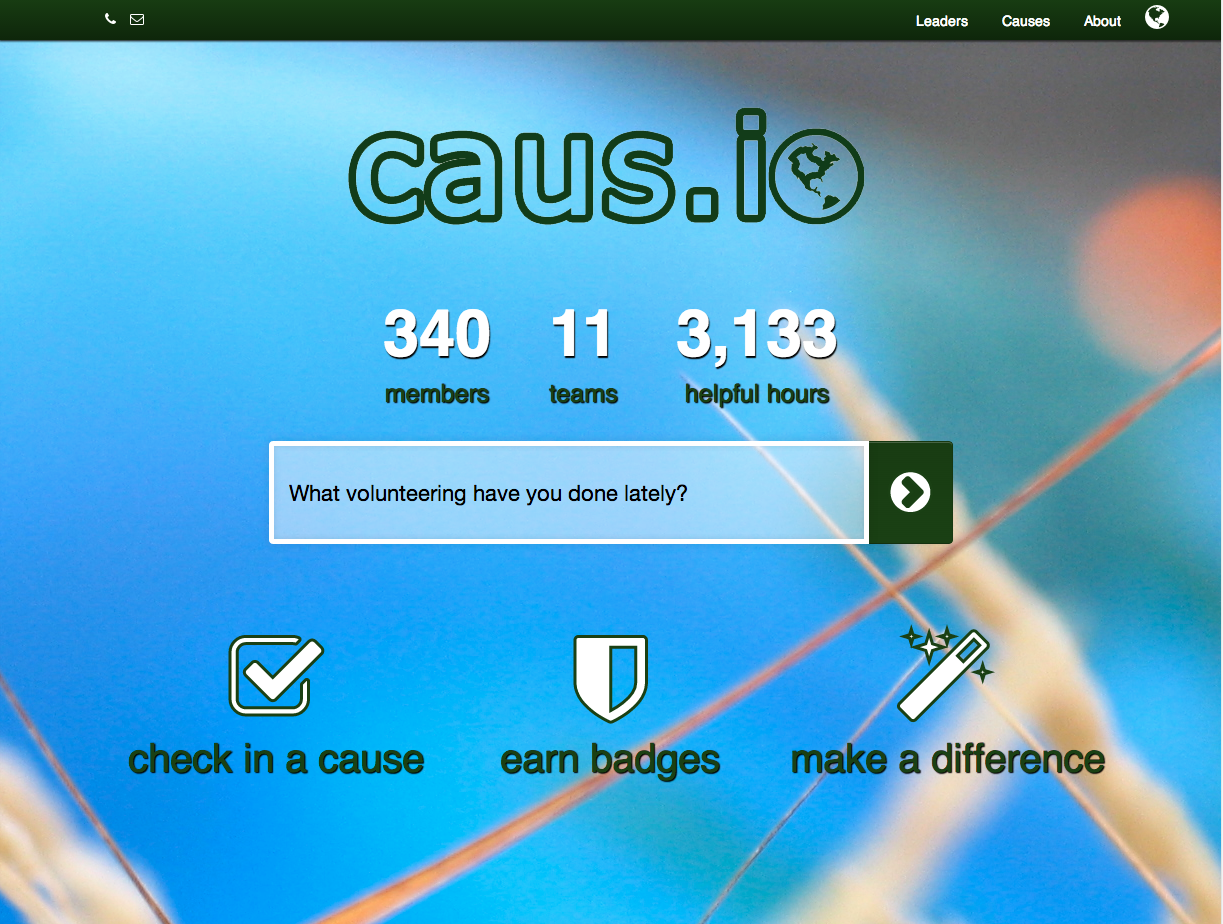 Leaders Causes About
caus.io
340 11 3,133
members teams helpful hours
What volunteering have you done lately?
check in a cause earn badges make a difference